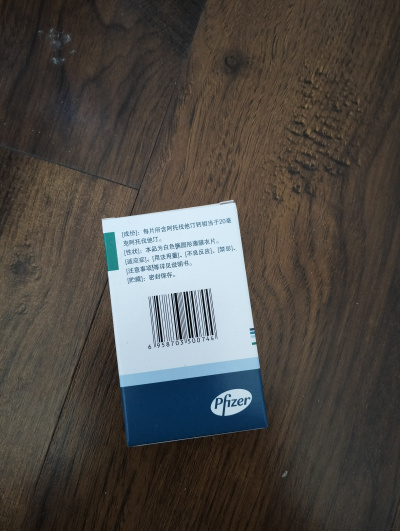 [成份]: 每片所含阿托伐他汀钙相当于20毫
克阿托伐他汀。
[性状]: 本品为白色椭圆形薄膜衣片。
[适应症]、[用法用量]、[不良反应]、[禁忌]、
[注意事项]等详见说明书。
[贮藏]: 密封保存。
6 958703 500744
Pfizer